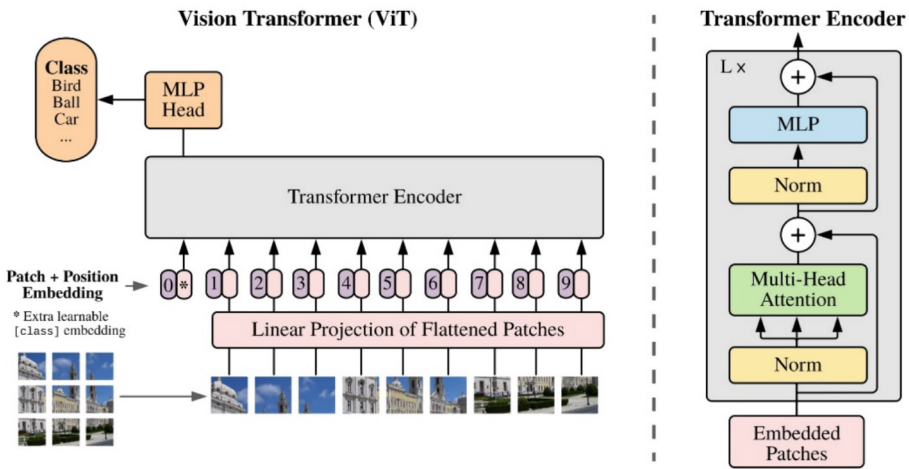 Vision Transformer (ViT)
Class
Bird
Ball
Car
...
MLP
Head
Transformer Encoder
Patch + Position
Embedding
0 * 1 2 3 4 5 6 7 8 9
* Extra learnable
[class] embedding
Linear Projection of Flattened Patches
Transformer Encoder
L x
+
MLP
Norm
+
Multi-Head
Attention
Norm
Embedded
Patches